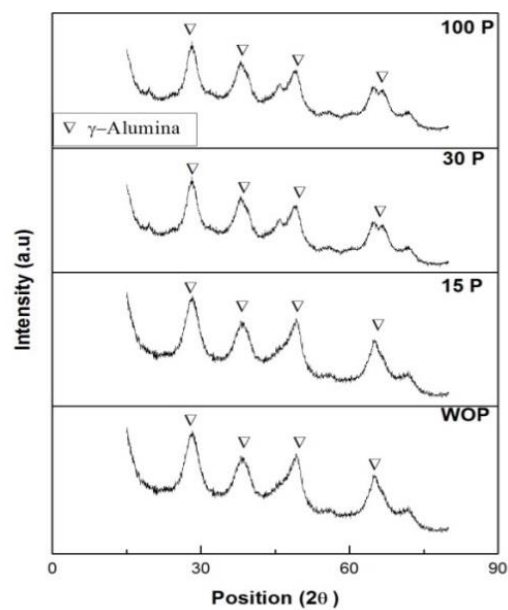 100 P
▽ γ–Alumina
30 P
15 P
WOP
Intensity (a.u)
0 30 60 90
Position (2θ )